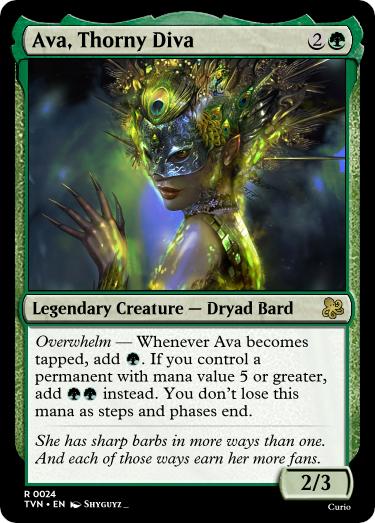 Ava, Thorny Diva 2
Legendary Creature — Dryad Bard
Overwhelm — Whenever Ava becomes
tapped, add . If you control a
permanent with mana value 5 or greater,
add instead. You don't lose this
mana as steps and phases end.
She has sharp barbs in more ways than one.
And each of those ways earn her more fans.
2/3
R 0024
TVN • EN Shyguyz_
Curio